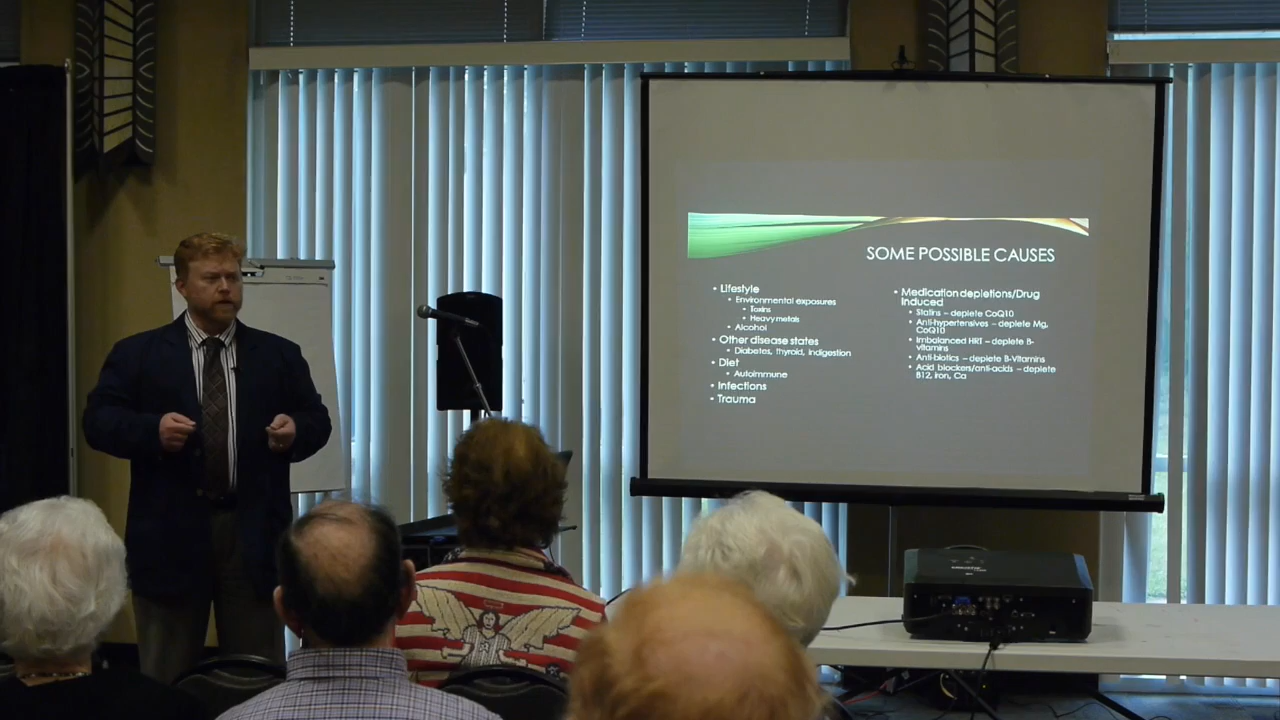 SOME POSSIBLE CAUSES
• Lifestyle
• Environmental exposures
• Toxins
• Heavy metals
• Alcohol
• Other disease states
• Diabetes, thyroid, indigestion
• Diet
• Autoimmune
• Infections
• Trauma
• Medication depletions/Drug
Induced
• Statins – deplete CoQ10
• Anti-hypertensives – deplete Mg,
CoQ10
• Imbalanced HRT – deplete B-
vitamins
• Anti-biotics – deplete B-Vitamins
• Acid blockers/anti-acids – deplete
B12, Iron, Ca